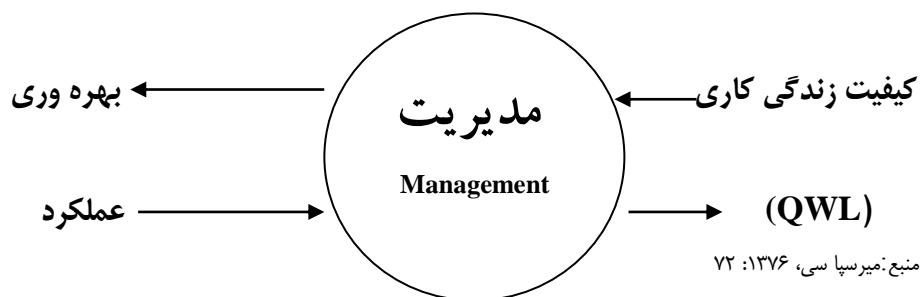 کیفیت زندگی کاری
بهره وری
مدیریت
Management
(QWL)
عملکرد
منبع:میرسپا سی، ۱۳۷۶: ۷۲